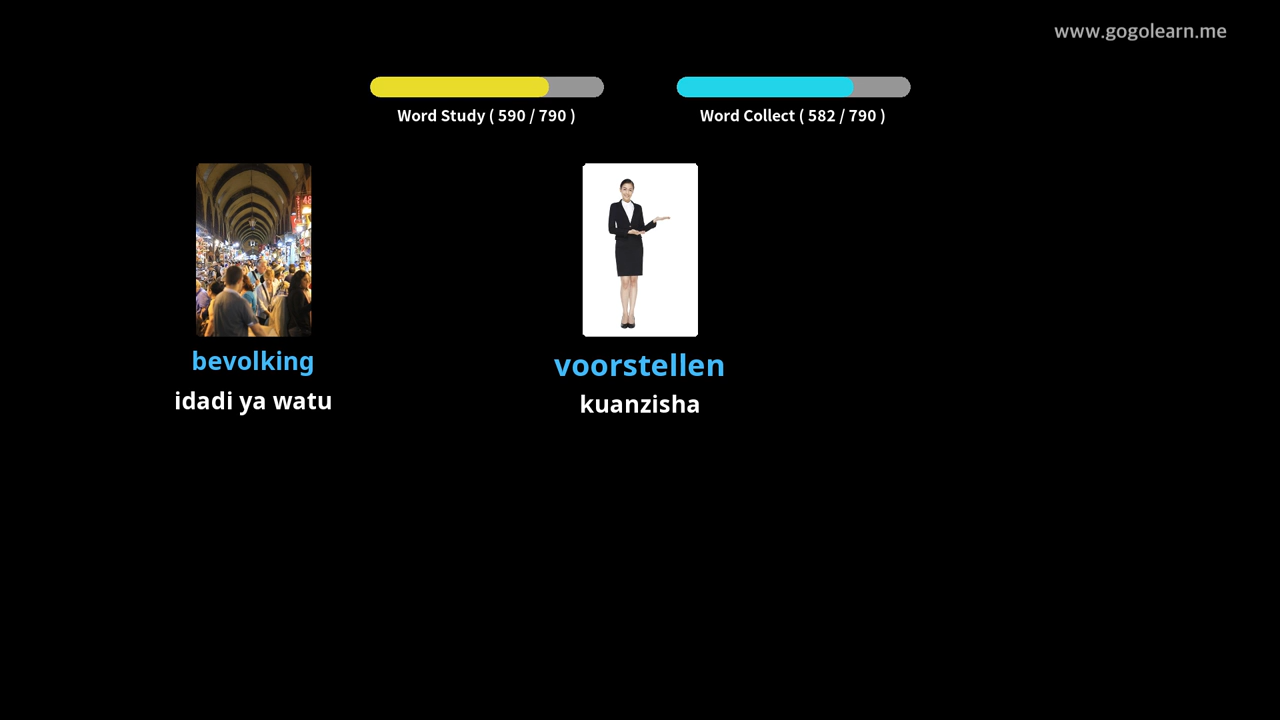 www.gogolearn.me
Word Study ( 590 / 790 )
Word Collect ( 582 / 790 )
bevolking
idadi ya watu
voorstellen
kuanzisha